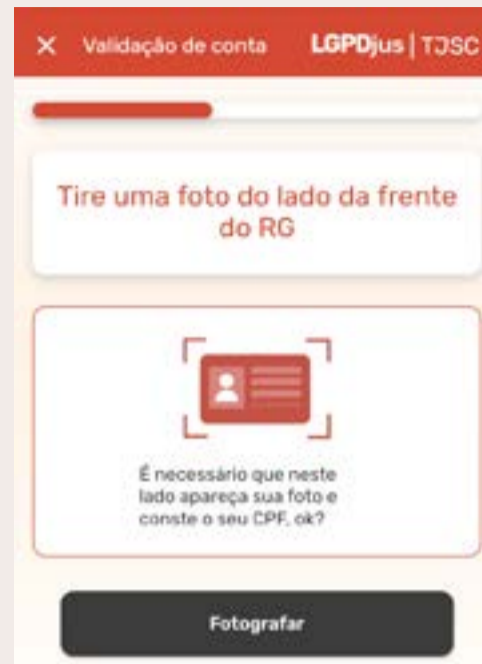 × Validação de conta LGPDjus | TJSC
Tire uma foto do lado da frente
do RG
É necessário que neste
lado apareça sua foto e
conste o seu CPF, ok?
Fotografar